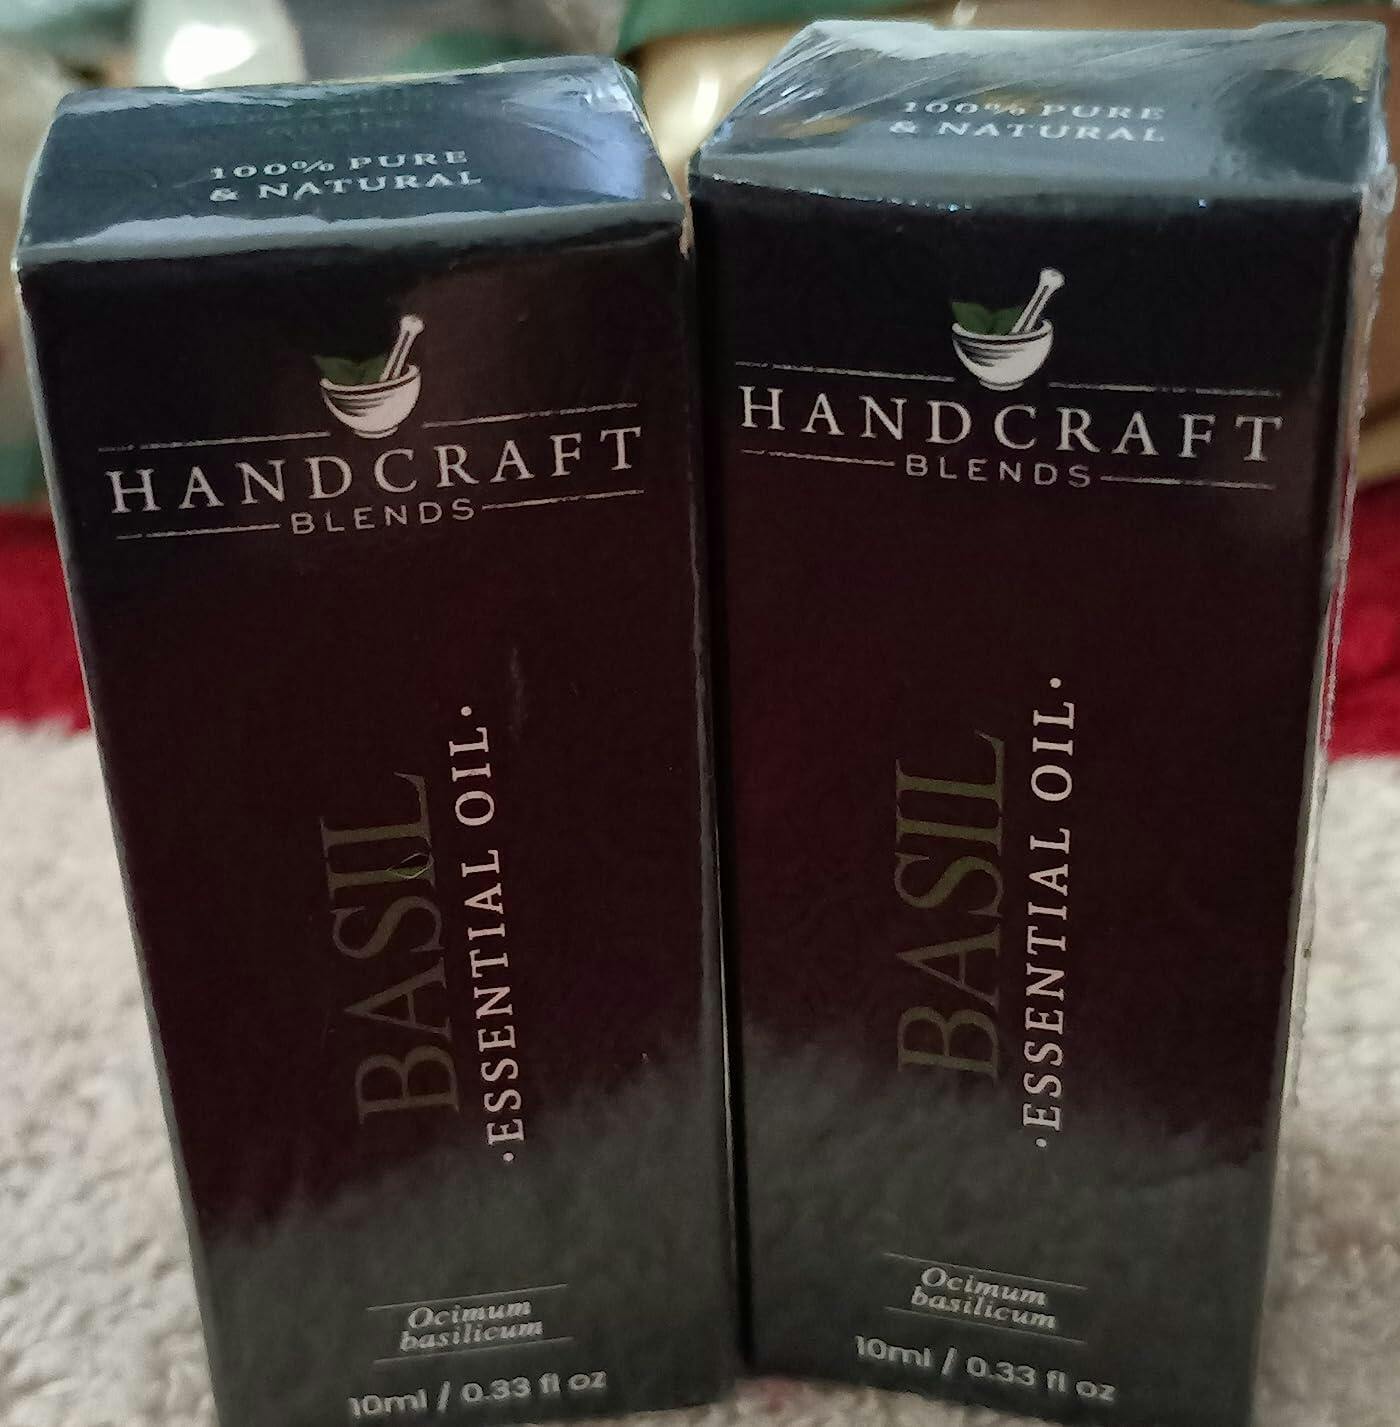 100% PURE
& NATURAL
HANDCRAFT
BLENDS
BASIL
·ESSENTIAL OIL·
Ocimum
basilicum
10ml / 0.33 fl oz
100% PURE
& NATURAL
HANDCRAFT
BLENDS
BASIL
·ESSENTIAL OIL·
Ocimum
basilicum
10ml / 0.33 fl oz